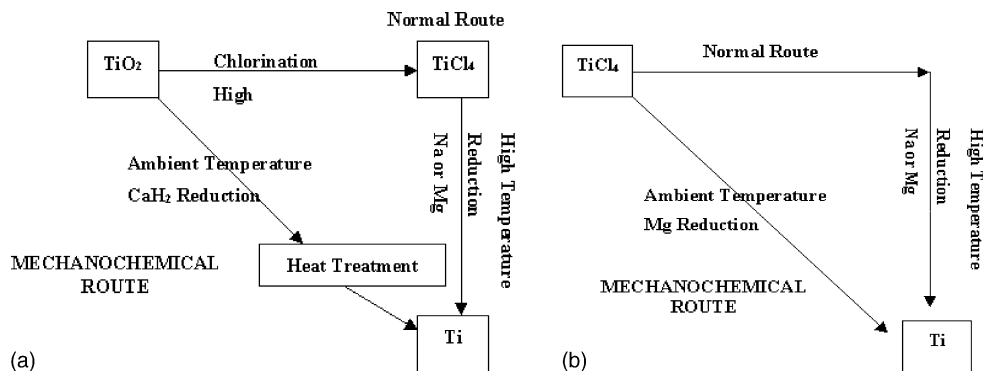 Normal Route
TiO₂
Chlorination
TiCl₄
High
Na or Mg
Reduction
High Temperature
Ambient Temperature
CaH₂ Reduction
MECHANOCHEMICAL
ROUTE
Heat Treatment
Ti
(a)
TiCl₄
Normal Route
Na or Mg
Reduction
High Temperature
Ambient Temperature
Mg Reduction
MECHANOCHEMICAL
ROUTE
Ti
(b)